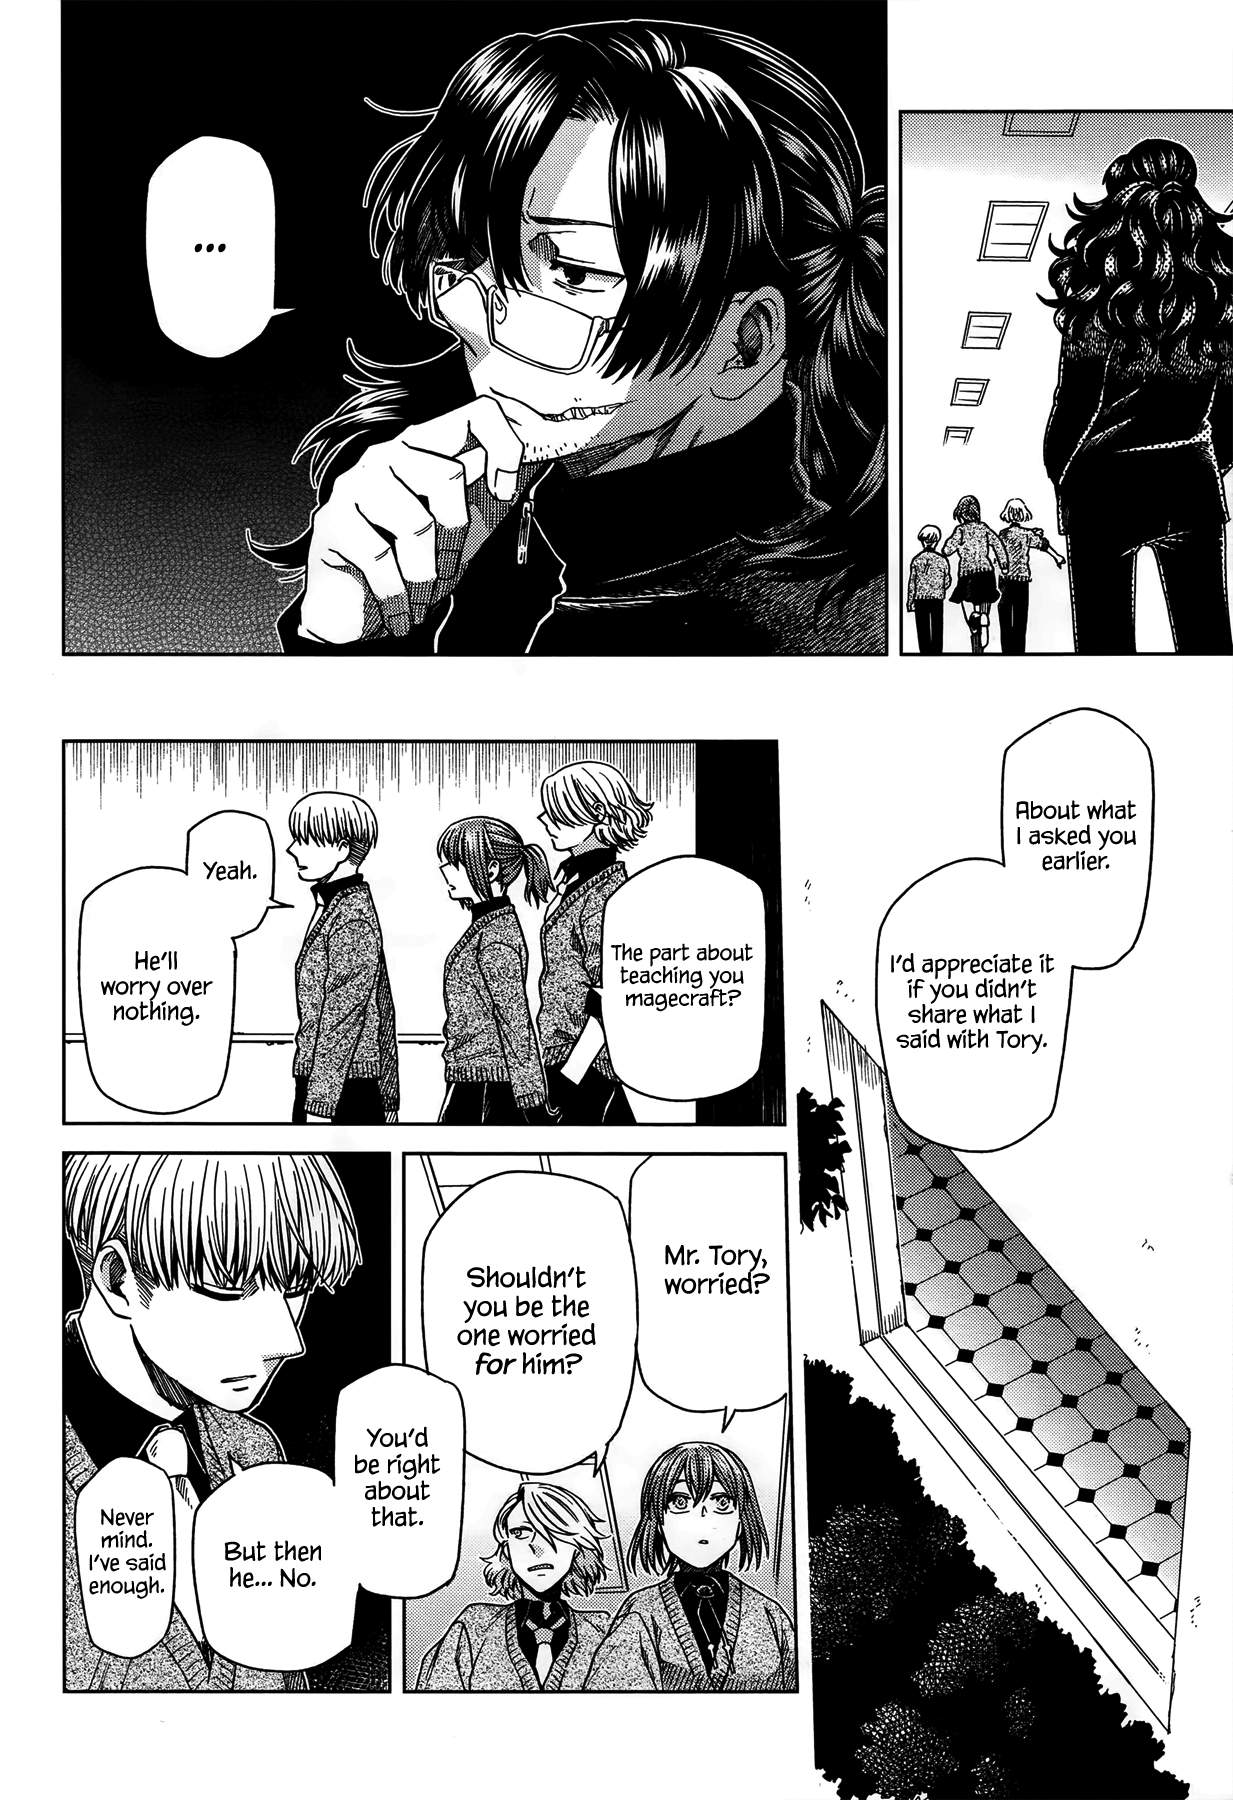 ...
About what
I asked you
earlier.
I'd appreciate it
if you didn't
share what I
said with Tory.
The part about
teaching you
magecraft?
Yeah.
He'll
worry over
nothing.
Mr. Tory,
worried?
Shouldn't
you be the
one worried
for him?
You'd
be right
about
that.
But then
he... No.
Never
mind.
I've said
enough.